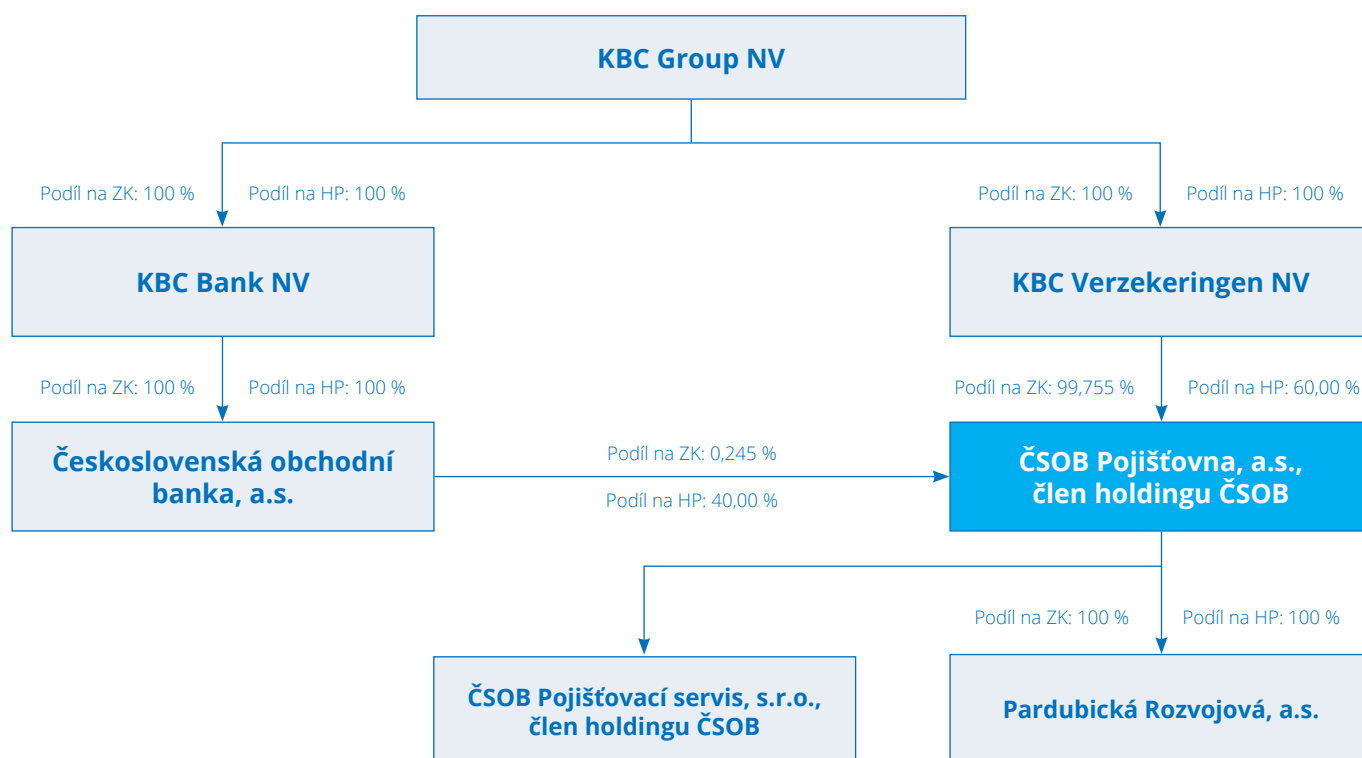 KBC Group NV
Podíl na ZK: 100 %
Podíl na HP: 100 %
Podíl na ZK: 100 %
Podíl na HP: 100 %
KBC Bank NV
KBC Verzekeringen NV
Podíl na ZK: 100 %
Podíl na HP: 100 %
Podíl na ZK: 99,755 %
Podíl na HP: 60,00 %
Československá obchodní
banka, a.s.
Podíl na ZK: 0,245 %
Podíl na HP: 40,00 %
ČSOB Pojišťovna, a.s.,
člen holdingu ČSOB
Podíl na ZK: 100 %
Podíl na HP: 100 %
ČSOB Pojišťovací servis, s.r.o.,
člen holdingu ČSOB
Pardubická Rozvojová, a.s.